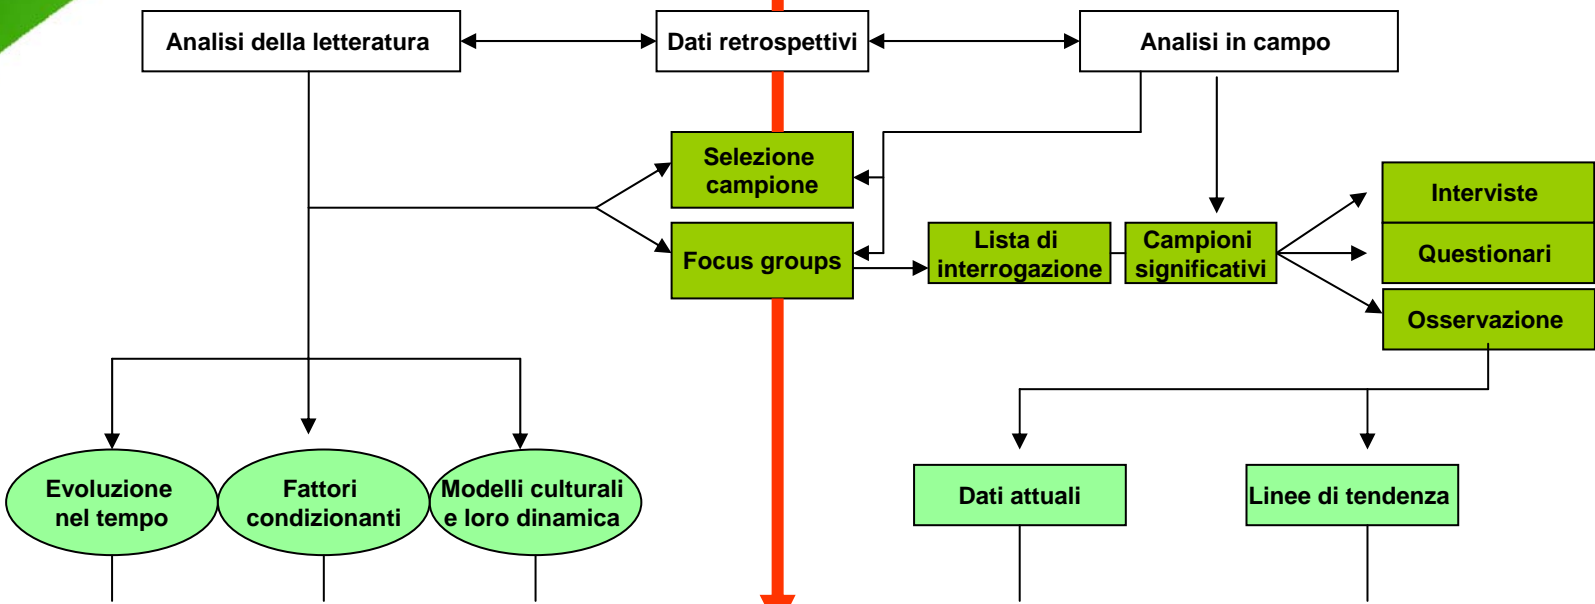 Analisi della letteratura
Dati retrospettivi
Analisi in campo
Selezione
campione
Focus groups
Lista di
interrogazione
Campioni
significativi
Interviste
Questionari
Osservazione
Evoluzione
nel tempo
Fattori
condizionanti
Modelli culturali
e loro dinamica
Dati attuali
Linee di tendenza